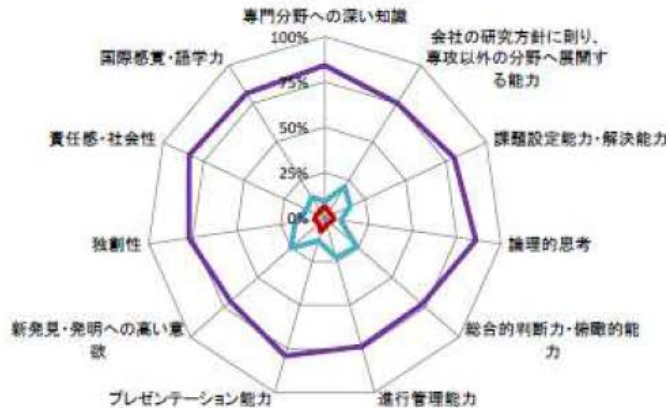 専門分野への深い知識
100%
会社の研究方針に則り、
専攻以外の分野へ展開す
る能力
国際感覚・語学力
75%
50%
責任感・社会性
課題設定能力・解決能力
25%
0%
独創性
論理的思考
新発見・発明への高い意
欲
総合的判断力・俯瞰的能
力
プレゼンテーション能力
進行管理能力